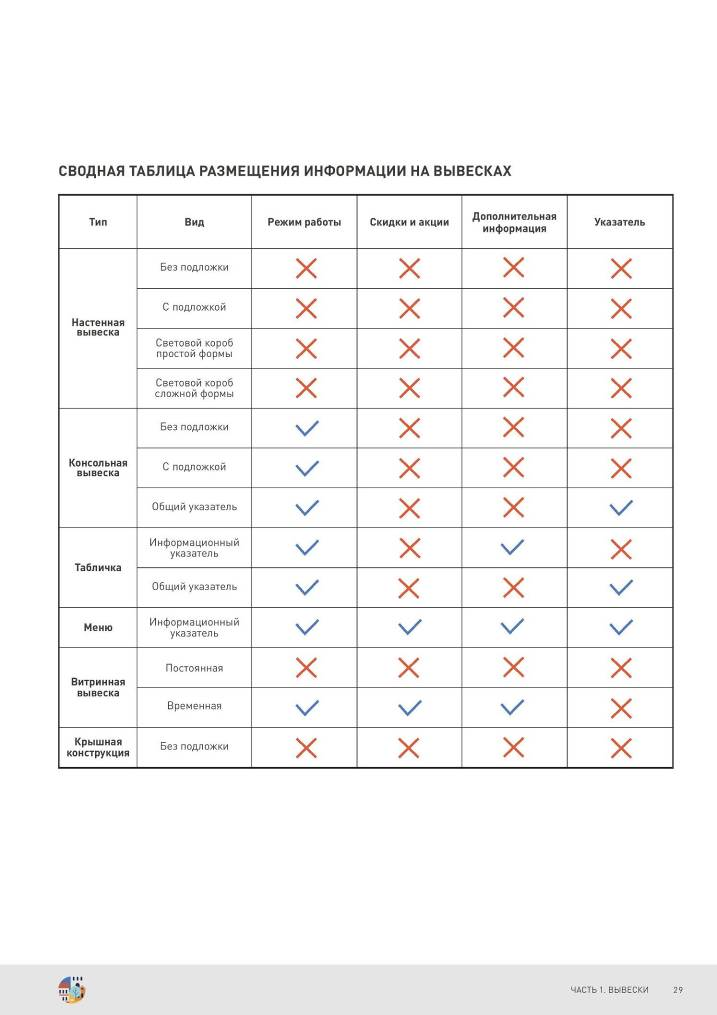 СВОДНАЯ ТАБЛИЦА РАЗМЕЩЕНИЯ ИНФОРМАЦИИ НА ВЫВЕСКАХ
Тип
Вид
Режим работы
Скидки и акции
Дополнительная
информация
Указатель
Настенная
вывеска
Без подложки
С подложкой
Световой короб
простой формы
Световой короб
сложной формы
Консольная
вывеска
Без подложки
С подложкой
Общий указатель
Табличка
Информационный
указатель
Общий указатель
Меню
Информационный
указатель
Витринная
вывеска
Постоянная
Временная
Крышная
конструкция
Без подложки
ЧАСТЬ 1. ВЫВЕСКИ 29